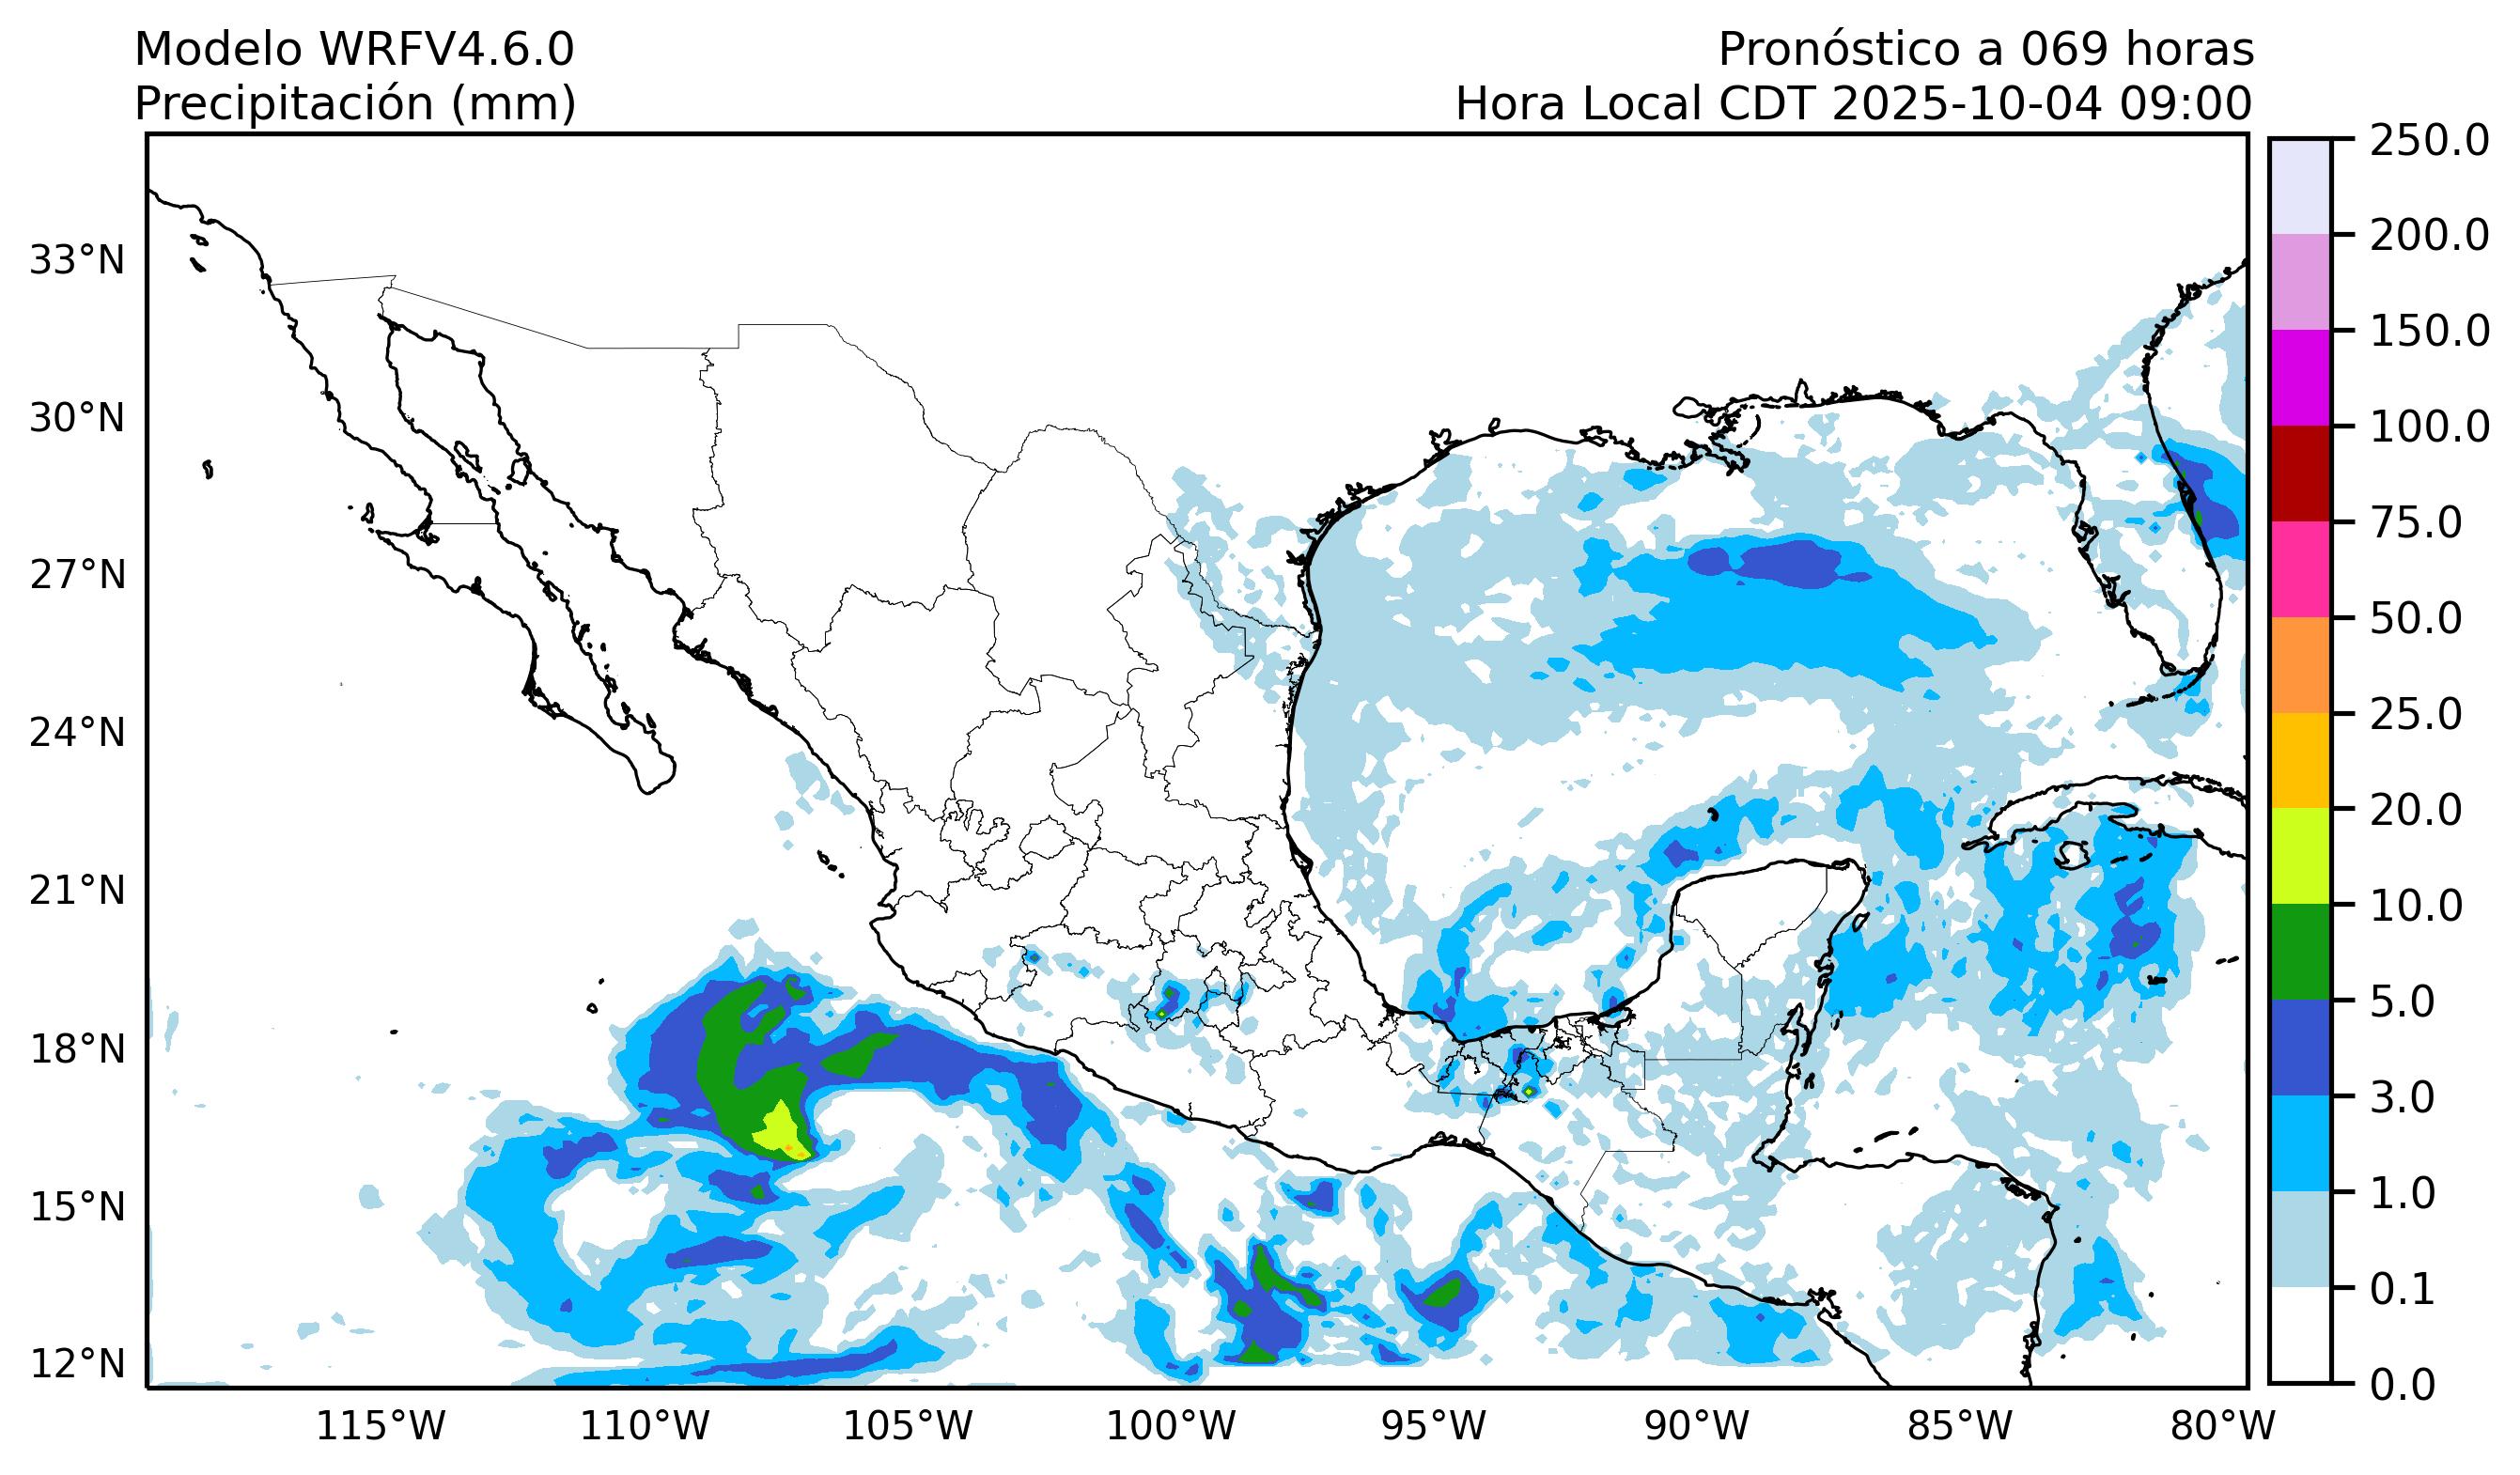 Modelo WRFV4.6.0
Precipitación (mm)
Pronóstico a 069 horas
Hora Local CDT 2025-10-04 09:00
33°N
30°N
27°N
24°N
21°N
18°N
15°N
12°N
115°W
110°W
105°W
100°W
95°W
90°W
85°W
80°W
250.0
200.0
150.0
100.0
75.0
50.0
25.0
20.0
10.0
5.0
3.0
1.0
0.1
0.0